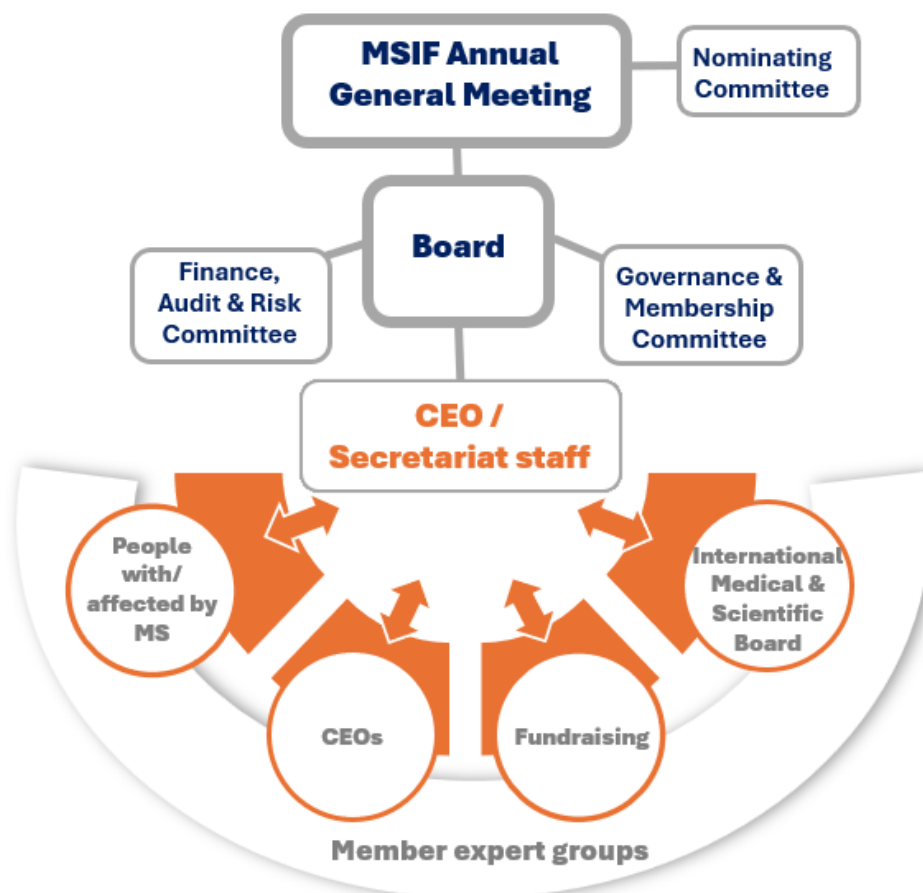 MSIF Annual
General Meeting
Nominating
Committee
Board
Finance,
Audit & Risk
Committee
Governance &
Membership
Committee
CEO /
Secretariat staff
People
with/
affected by
MS
International
Medical &
Scientific
Board
CEOs
Fundraising
Member expert groups